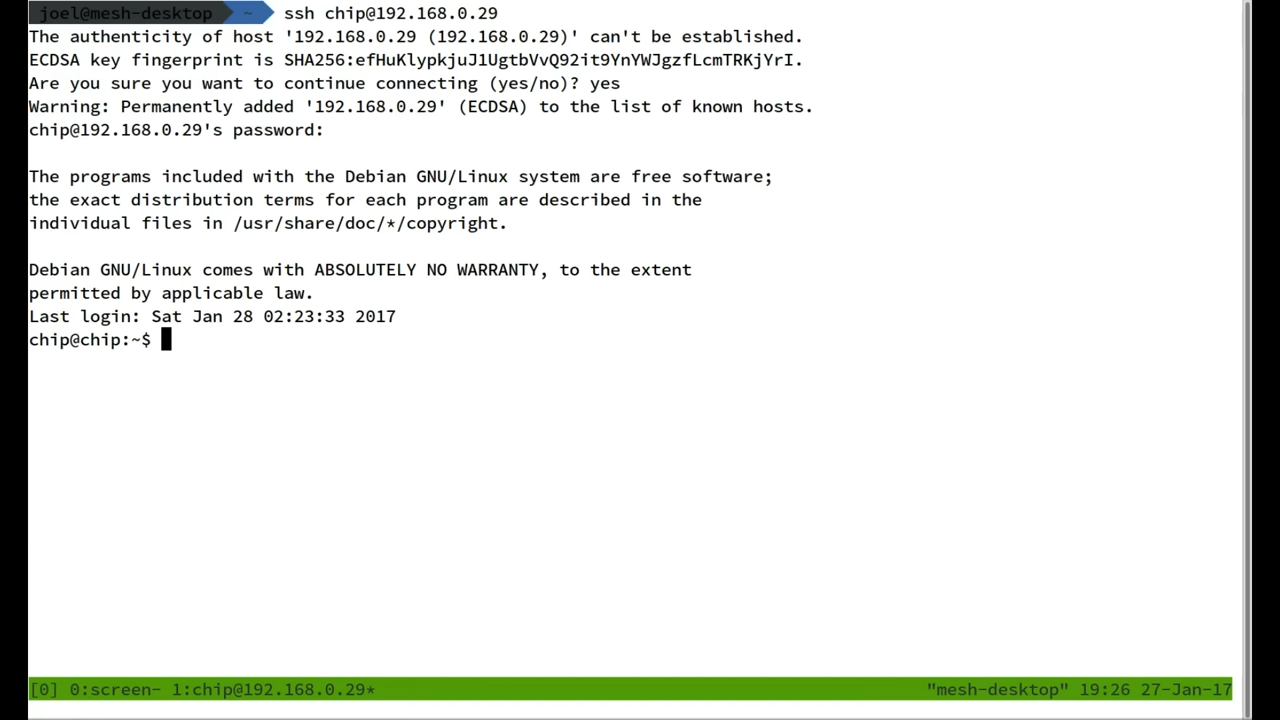 joel@mesh-desktop ~ ssh chip@192.168.0.29
The authenticity of host '192.168.0.29 (192.168.0.29)' can't be established.
ECDSA key fingerprint is SHA256:efHuKlypkjuJ1UgtbVvQ92it9YnYWJgzfLcmTRKjYrI.
Are you sure you want to continue connecting (yes/no)? yes
Warning: Permanently added '192.168.0.29' (ECDSA) to the list of known hosts.
chip@192.168.0.29's password:
The programs included with the Debian GNU/Linux system are free software;
the exact distribution terms for each program are described in the
individual files in /usr/share/doc/*/copyright.
Debian GNU/Linux comes with ABSOLUTELY NO WARRANTY, to the extent
permitted by applicable law.
Last login: Sat Jan 28 02:23:33 2017
chip@chip:~$
[0] 0:screen- 1:chip@192.168.0.29* "mesh-desktop" 19:26 27-Jan-17